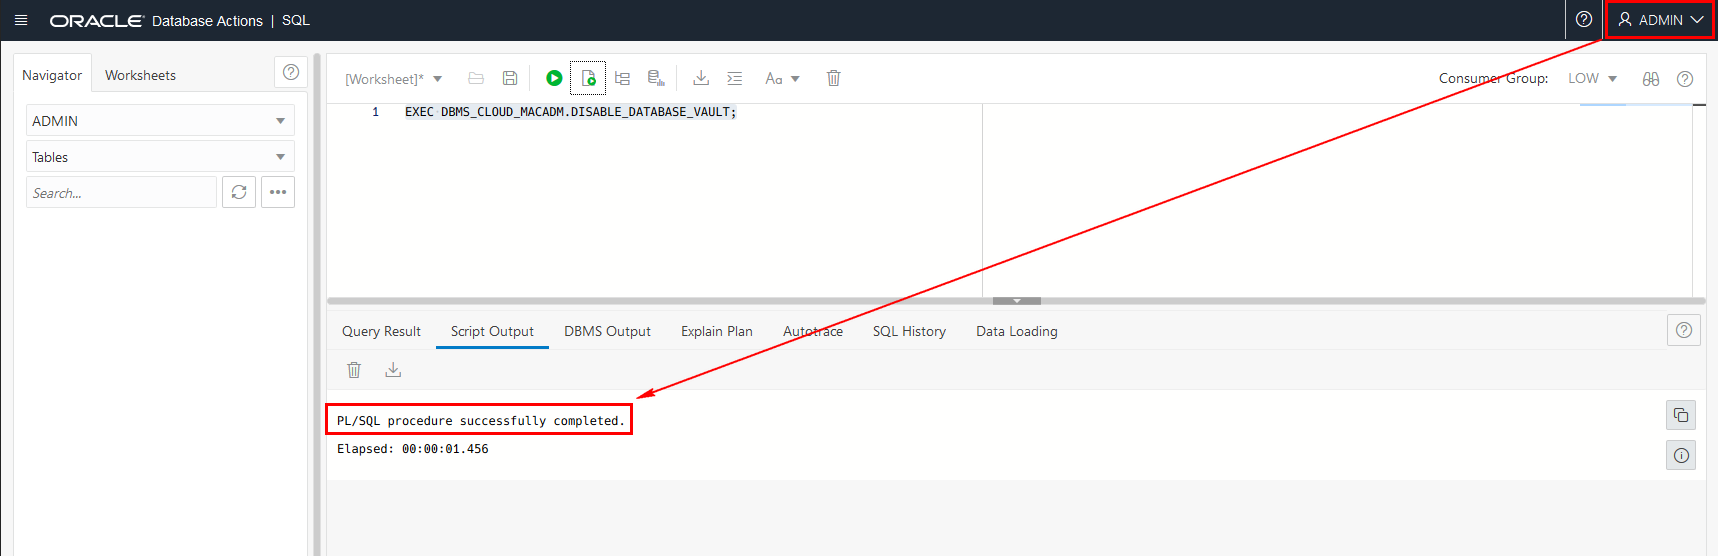 ORACLE Database Actions | SQL
ADMIN
Navigator
Worksheets
[Worksheet]*
Aa
Consumer Group:
LOW
ADMIN
Tables
Search...
1 EXEC DBMS_CLOUD_MACADM.DISABLE_DATABASE_VAULT;
Query Result
Script Output
DBMS Output
Explain Plan
Autotrace
SQL History
Data Loading
PL/SQL procedure successfully completed.
Elapsed: 00:00:01.456